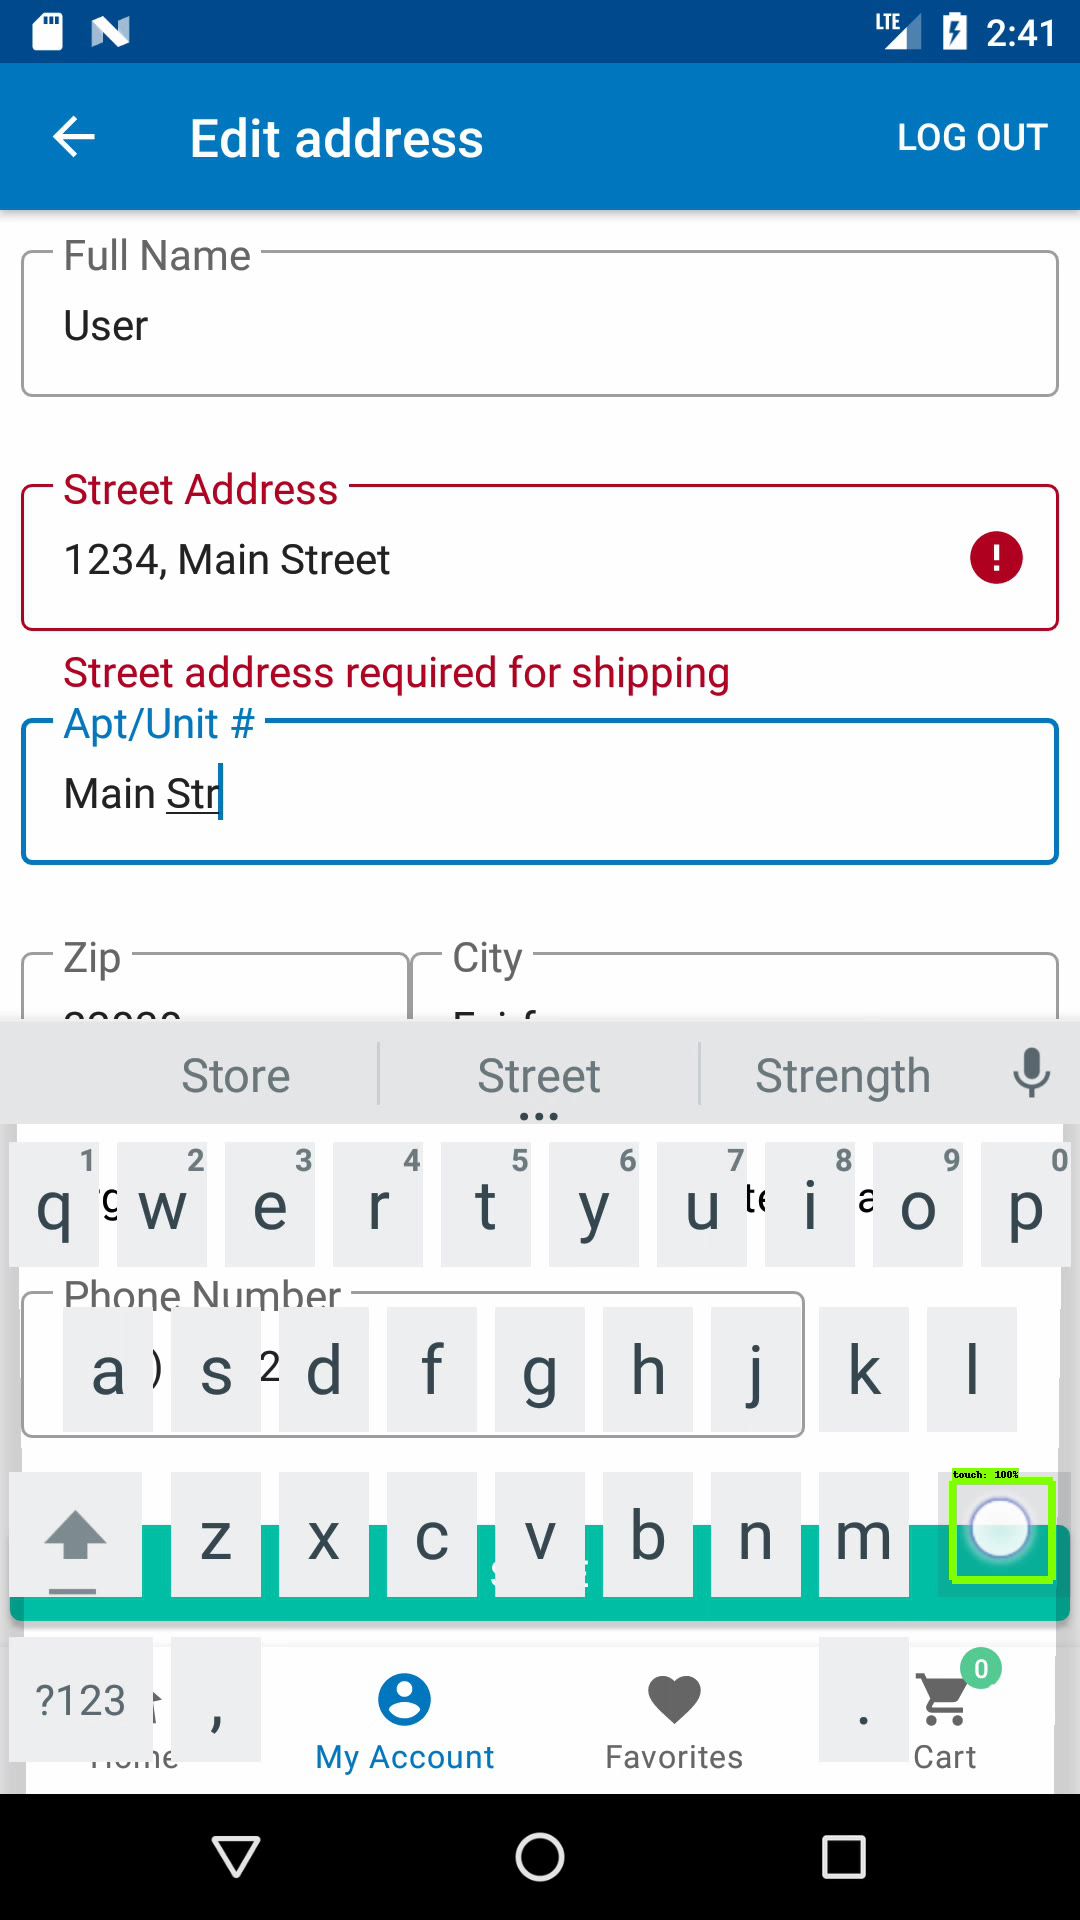 LTE 2:41
Edit address LOG OUT
Full Name
User
Street Address
1234, Main Street
!
Street address required for shipping
Apt/Unit #
Main Str
Zip City
Store Street Strength
1 2 3 4 5 6 7 8 9 0
q w e r t y u i o p
Phone Number
a s d f g h j k l
touch: 100%
z x c v b n m
?123 , .
0
Home My Account Favorites Cart